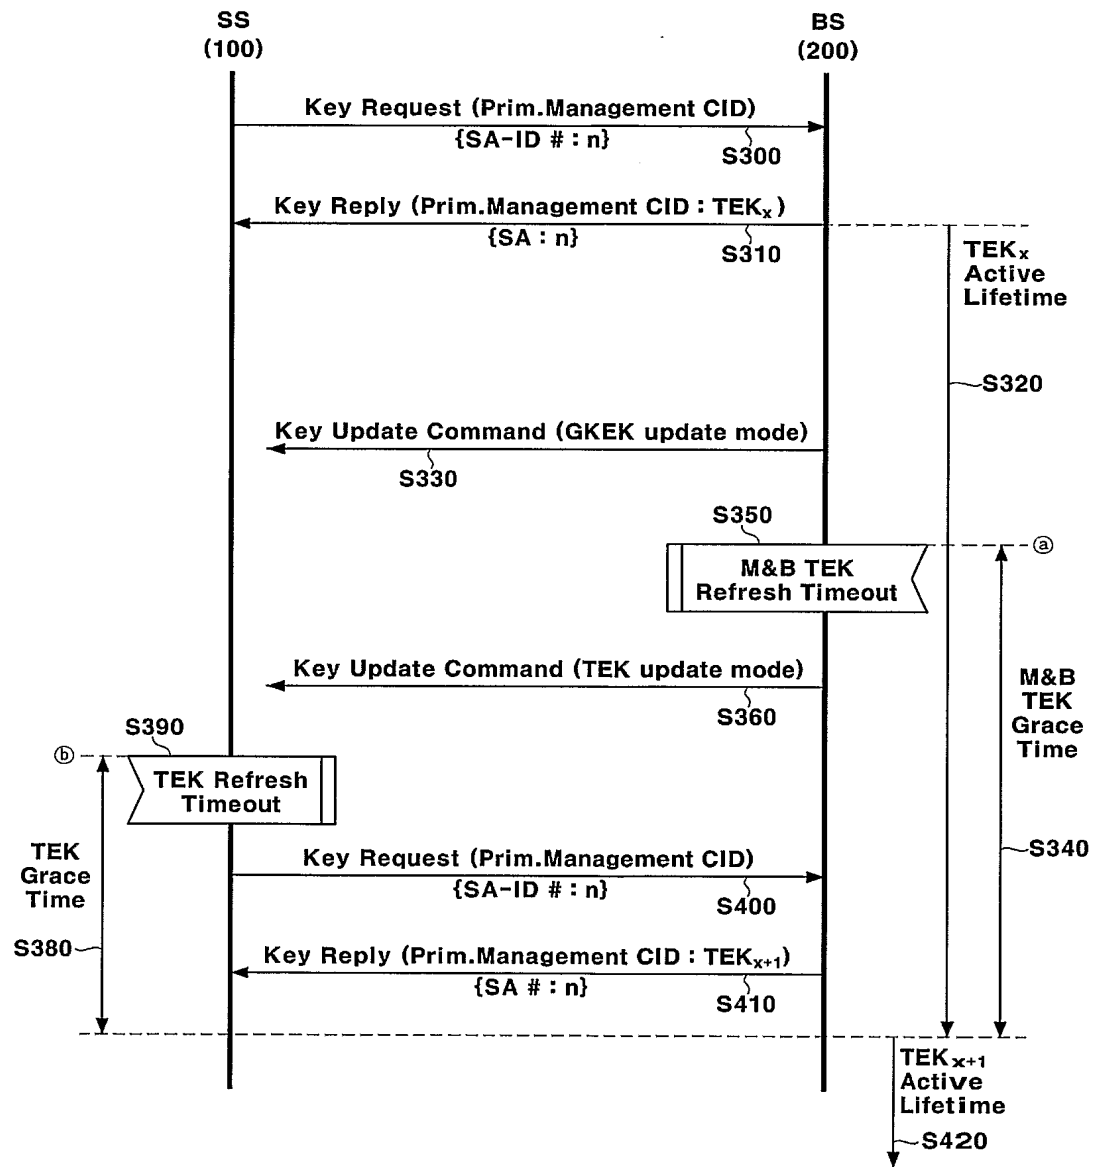 SS
(100)
BS
(200)
Key Request (Prim.Management CID)
{SA-ID # : n}
S300
Key Reply (Prim.Management CID : TEKx)
{SA : n}
S310
TEKx
Active
Lifetime
S320
Key Update Command (GKEK update mode)
S330
S350
ⓐ
M&B TEK
Refresh Timeout
Key Update Command (TEK update mode)
S360
M&B
TEK
Grace
Time
S390
ⓑ
TEK Refresh
Timeout
S340
TEK
Grace
Time
Key Request (Prim.Management CID)
{SA-ID # : n}
S400
S380
Key Reply (Prim.Management CID : TEKx+1)
{SA # : n}
S410
TEKx+1
Active
Lifetime
S420